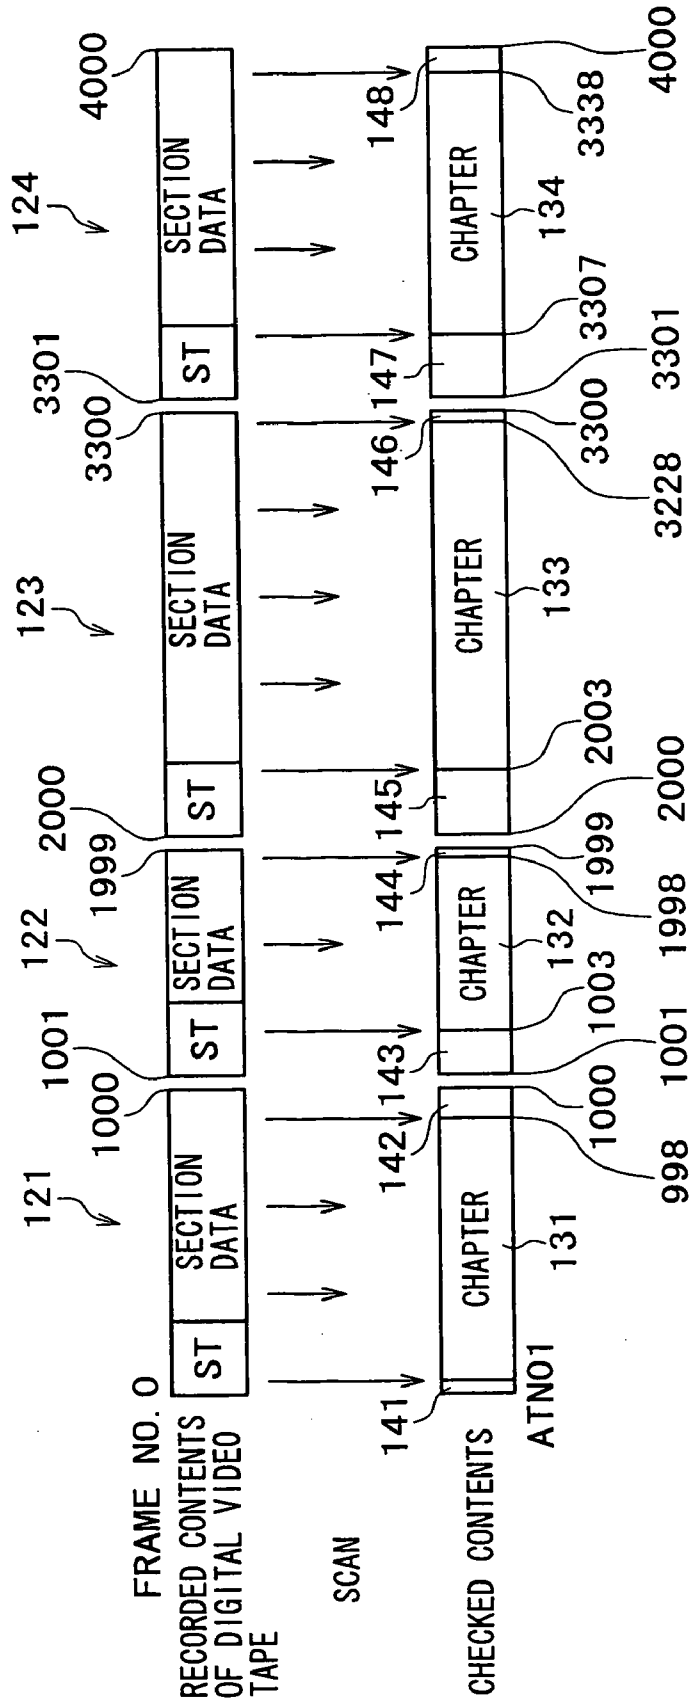 121
122
123
124
FRAME NO. 0
1000
1001
1999
2000
3300
3301
4000
RECORDED CONTENTS
OF DIGITAL VIDEO
TAPE
ST
SECTION
DATA
ST
SECTION
DATA
ST
SECTION
DATA
ST
SECTION
DATA
SCAN
141
142
143
144
145
146
147
148
CHECKED CONTENTS
CHAPTER
CHAPTER
CHAPTER
CHAPTER
ATN01
131
998
1000
1001
1003
132
1998
1999
2000
2003
133
3228
3300
3301
3307
134
3338
4000